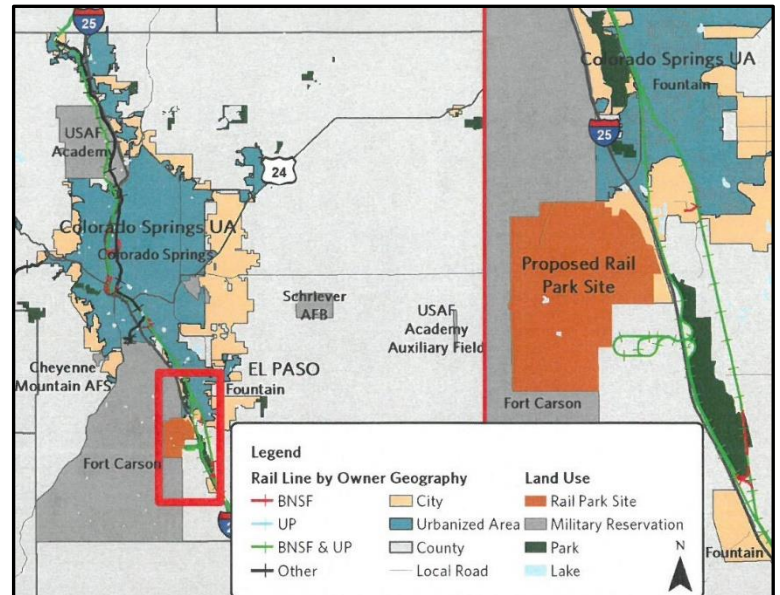 25
USAF
Academy
24
Colorado Springs UA
Colorado Springs
Schriever
AFB
USAF
Academy
Auxiliary Field
Cheyenne
Mountain AFS
EL PASO
Fountain
Fort Carson
Colorado Springs UA
Fountain
25
Proposed Rail
Park Site
Fort Carson
Fountain
Legend
Rail Line by Owner Geography Land Use
BNSF City Rail Park Site
UP Urbanized Area Military Reservation
BNSF & UP County Park
Other Local Road Lake
N